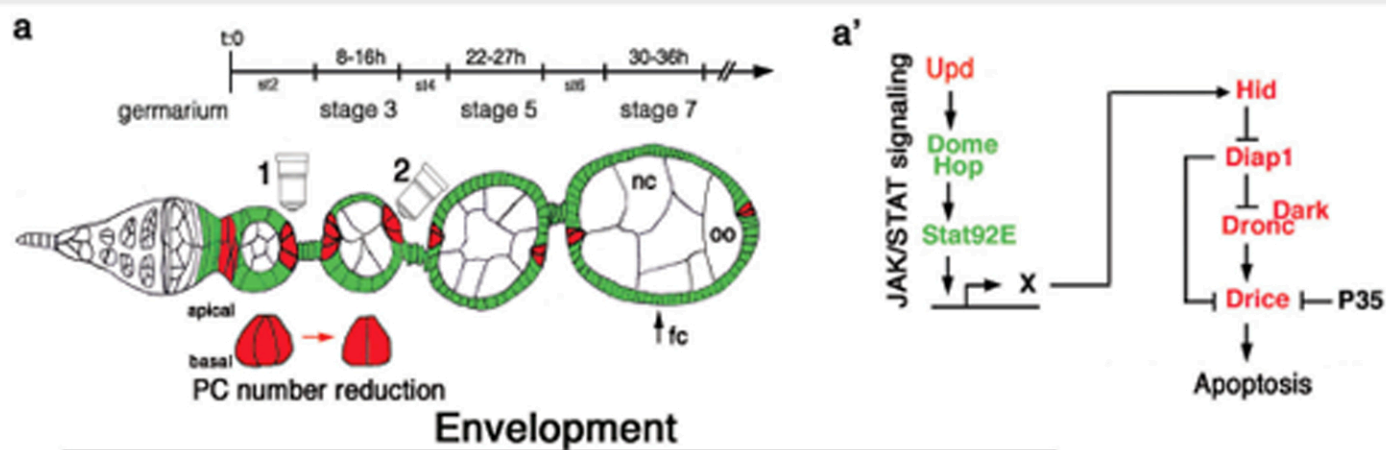 a
t:0
8-16h
22-27h
30-36h
st2
st4
st6
germarium
stage 3
stage 5
stage 7
1
2
nc
oo
apical
basal
fc
PC number reduction
Envelopment
a'
JAK/STAT signaling
Upd
Dome
Hop
Stat92E
X
Hid
Diap1
Dark
Dronc
Drice
P35
Apoptosis